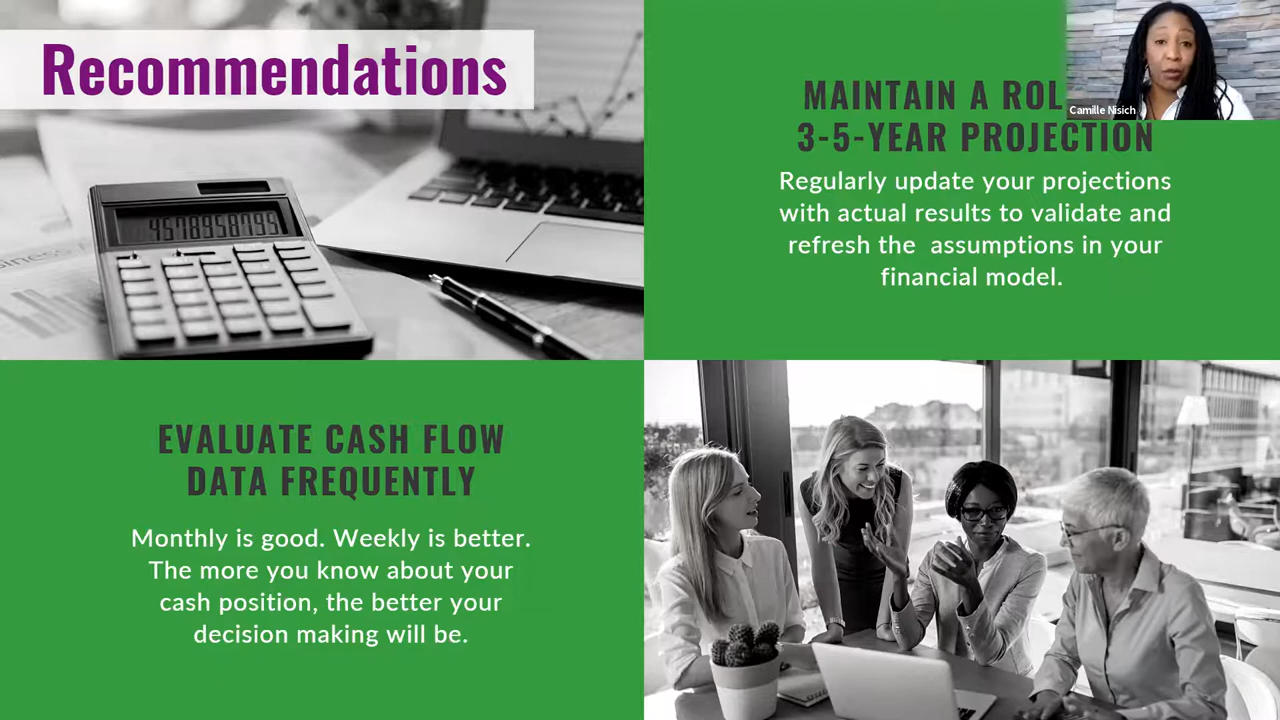 Recommendations
MAINTAIN A ROL
3-5-YEAR PROJECTION
Regularly update your projections
with actual results to validate and
refresh the assumptions in your
financial model.
Camille Nisich
EVALUATE CASH FLOW
DATA FREQUENTLY
Monthly is good. Weekly is better.
The more you know about your
cash position, the better your
decision making will be.